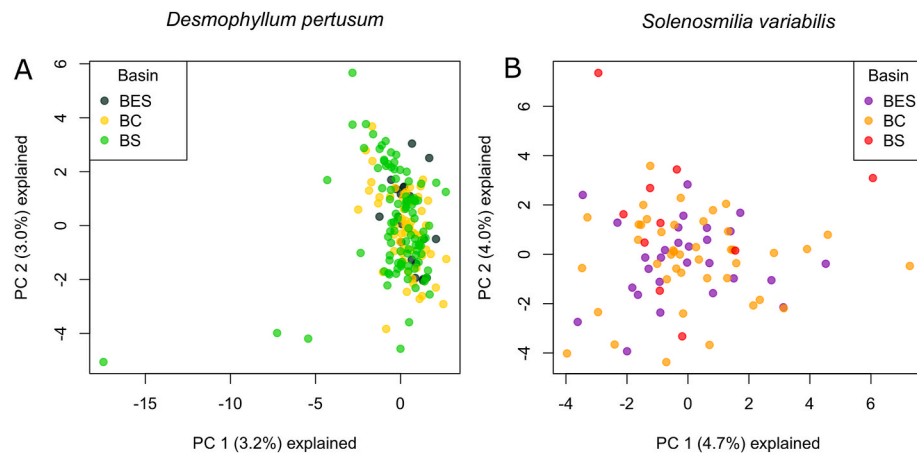 Desmophyllum pertusum
Solenosmilia variabilis
A
Basin
BES
BC
BS
6
4
2
0
-2
-4
PC 2 (3.0%) explained
-15
-10
-5
0
PC 1 (3.2%) explained
B
Basin
BES
BC
BS
6
4
2
0
-2
-4
PC 2 (4.0%) explained
-4
-2
0
2
4
6
PC 1 (4.7%) explained